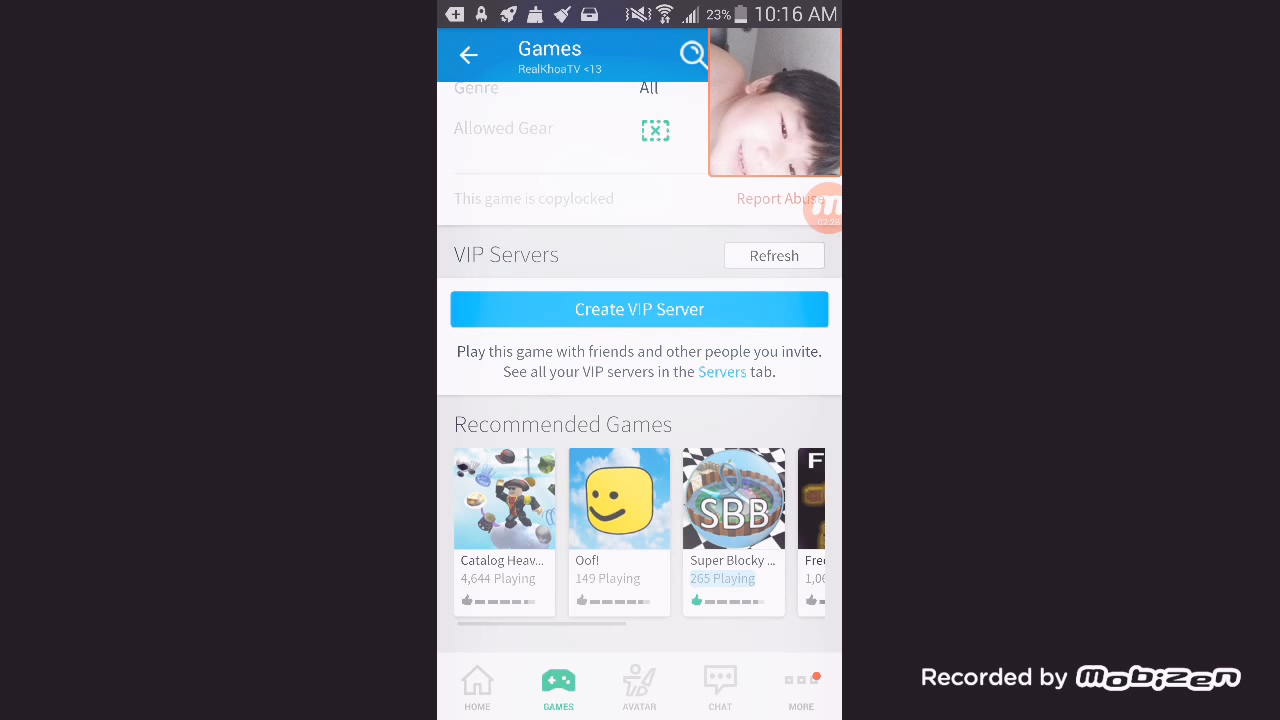 23% 10:16 AM
Games
RealKhoaTV <13
Genre All
Allowed Gear
This game is copylocked Report Abuse
02:28
VIP Servers Refresh
Create VIP Server
Play this game with friends and other people you invite.
See all your VIP servers in the Servers tab.
Recommended Games
SBB
F
Catalog Heav... Oof! Super Blocky ...
4,644 Playing 149 Playing 265 Playing
HOME GAMES AVATAR CHAT MORE
Recorded by mobizen